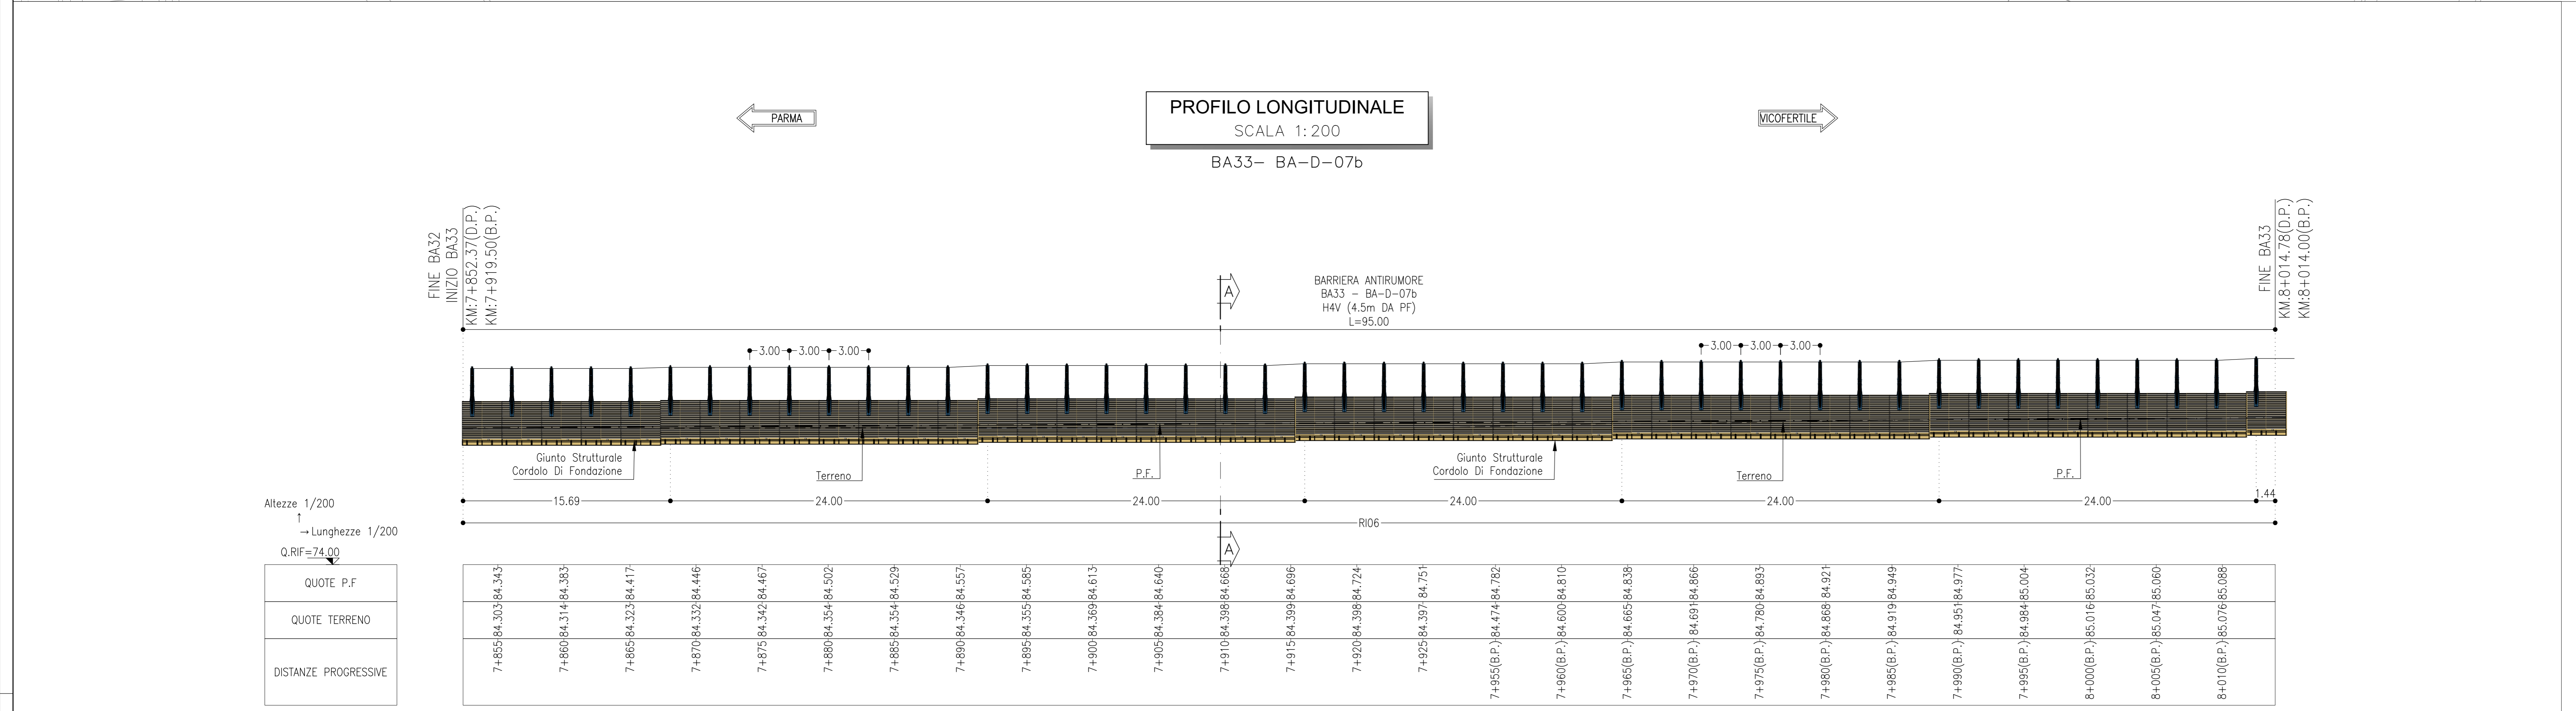 PARMA
PROFILO LONGITUDINALE
SCALA 1:200
VICOFERTILE
BA33- BA-D-07b
FINE BA32
INIZIO BA33
KM:7+852.37(D.P.)
KM:7+919.50(B.P.)
FINE BA33
KM.8+014.78(D.P.)
KM:8+014.00(B.P.)
A
BARRIERA ANTIRUMORE
BA33 - BA-D-07b
H4V (4.5m DA PF)
L=95.00
3.00 3.00 3.00
3.00 3.00 3.00
Giunto Strutturale
Cordolo Di Fondazione
Terreno
P.F.
Giunto Strutturale
Cordolo Di Fondazione
Terreno
P.F.
15.69 24.00 24.00 24.00 24.00 24.00 1.44
RI06
A
Altezze 1/200
Lunghezze 1/200
Q.RIF=74.00
QUOTE P.F 84.343 84.383 84.417 84.446 84.467 84.502 84.529 84.557 84.585 84.613 84.640 84.668 84.696 84.724 84.751 84.782 84.810 84.838 84.866 84.893 84.921 84.949 84.977 85.004 85.032 85.060 85.088
QUOTE TERRENO 84.303 84.314 84.323 84.332 84.342 84.354 84.354 84.346 84.355 84.369 84.384 84.398 84.399 84.398 84.397 84.474 84.600 84.665 84.691 84.780 84.868 84.919 84.951 84.984 85.016 85.047 85.076
DISTANZE PROGRESSIVE 7+855 7+860 7+865 7+870 7+875 7+880 7+885 7+890 7+895 7+900 7+905 7+910 7+915 7+920 7+925 7+955(B.P.) 7+960(B.P.) 7+965(B.P.) 7+970(B.P.) 7+975(B.P.) 7+980(B.P.) 7+985(B.P.) 7+990(B.P.) 7+995(B.P.) 8+000(B.P.) 8+005(B.P.) 8+010(B.P.)